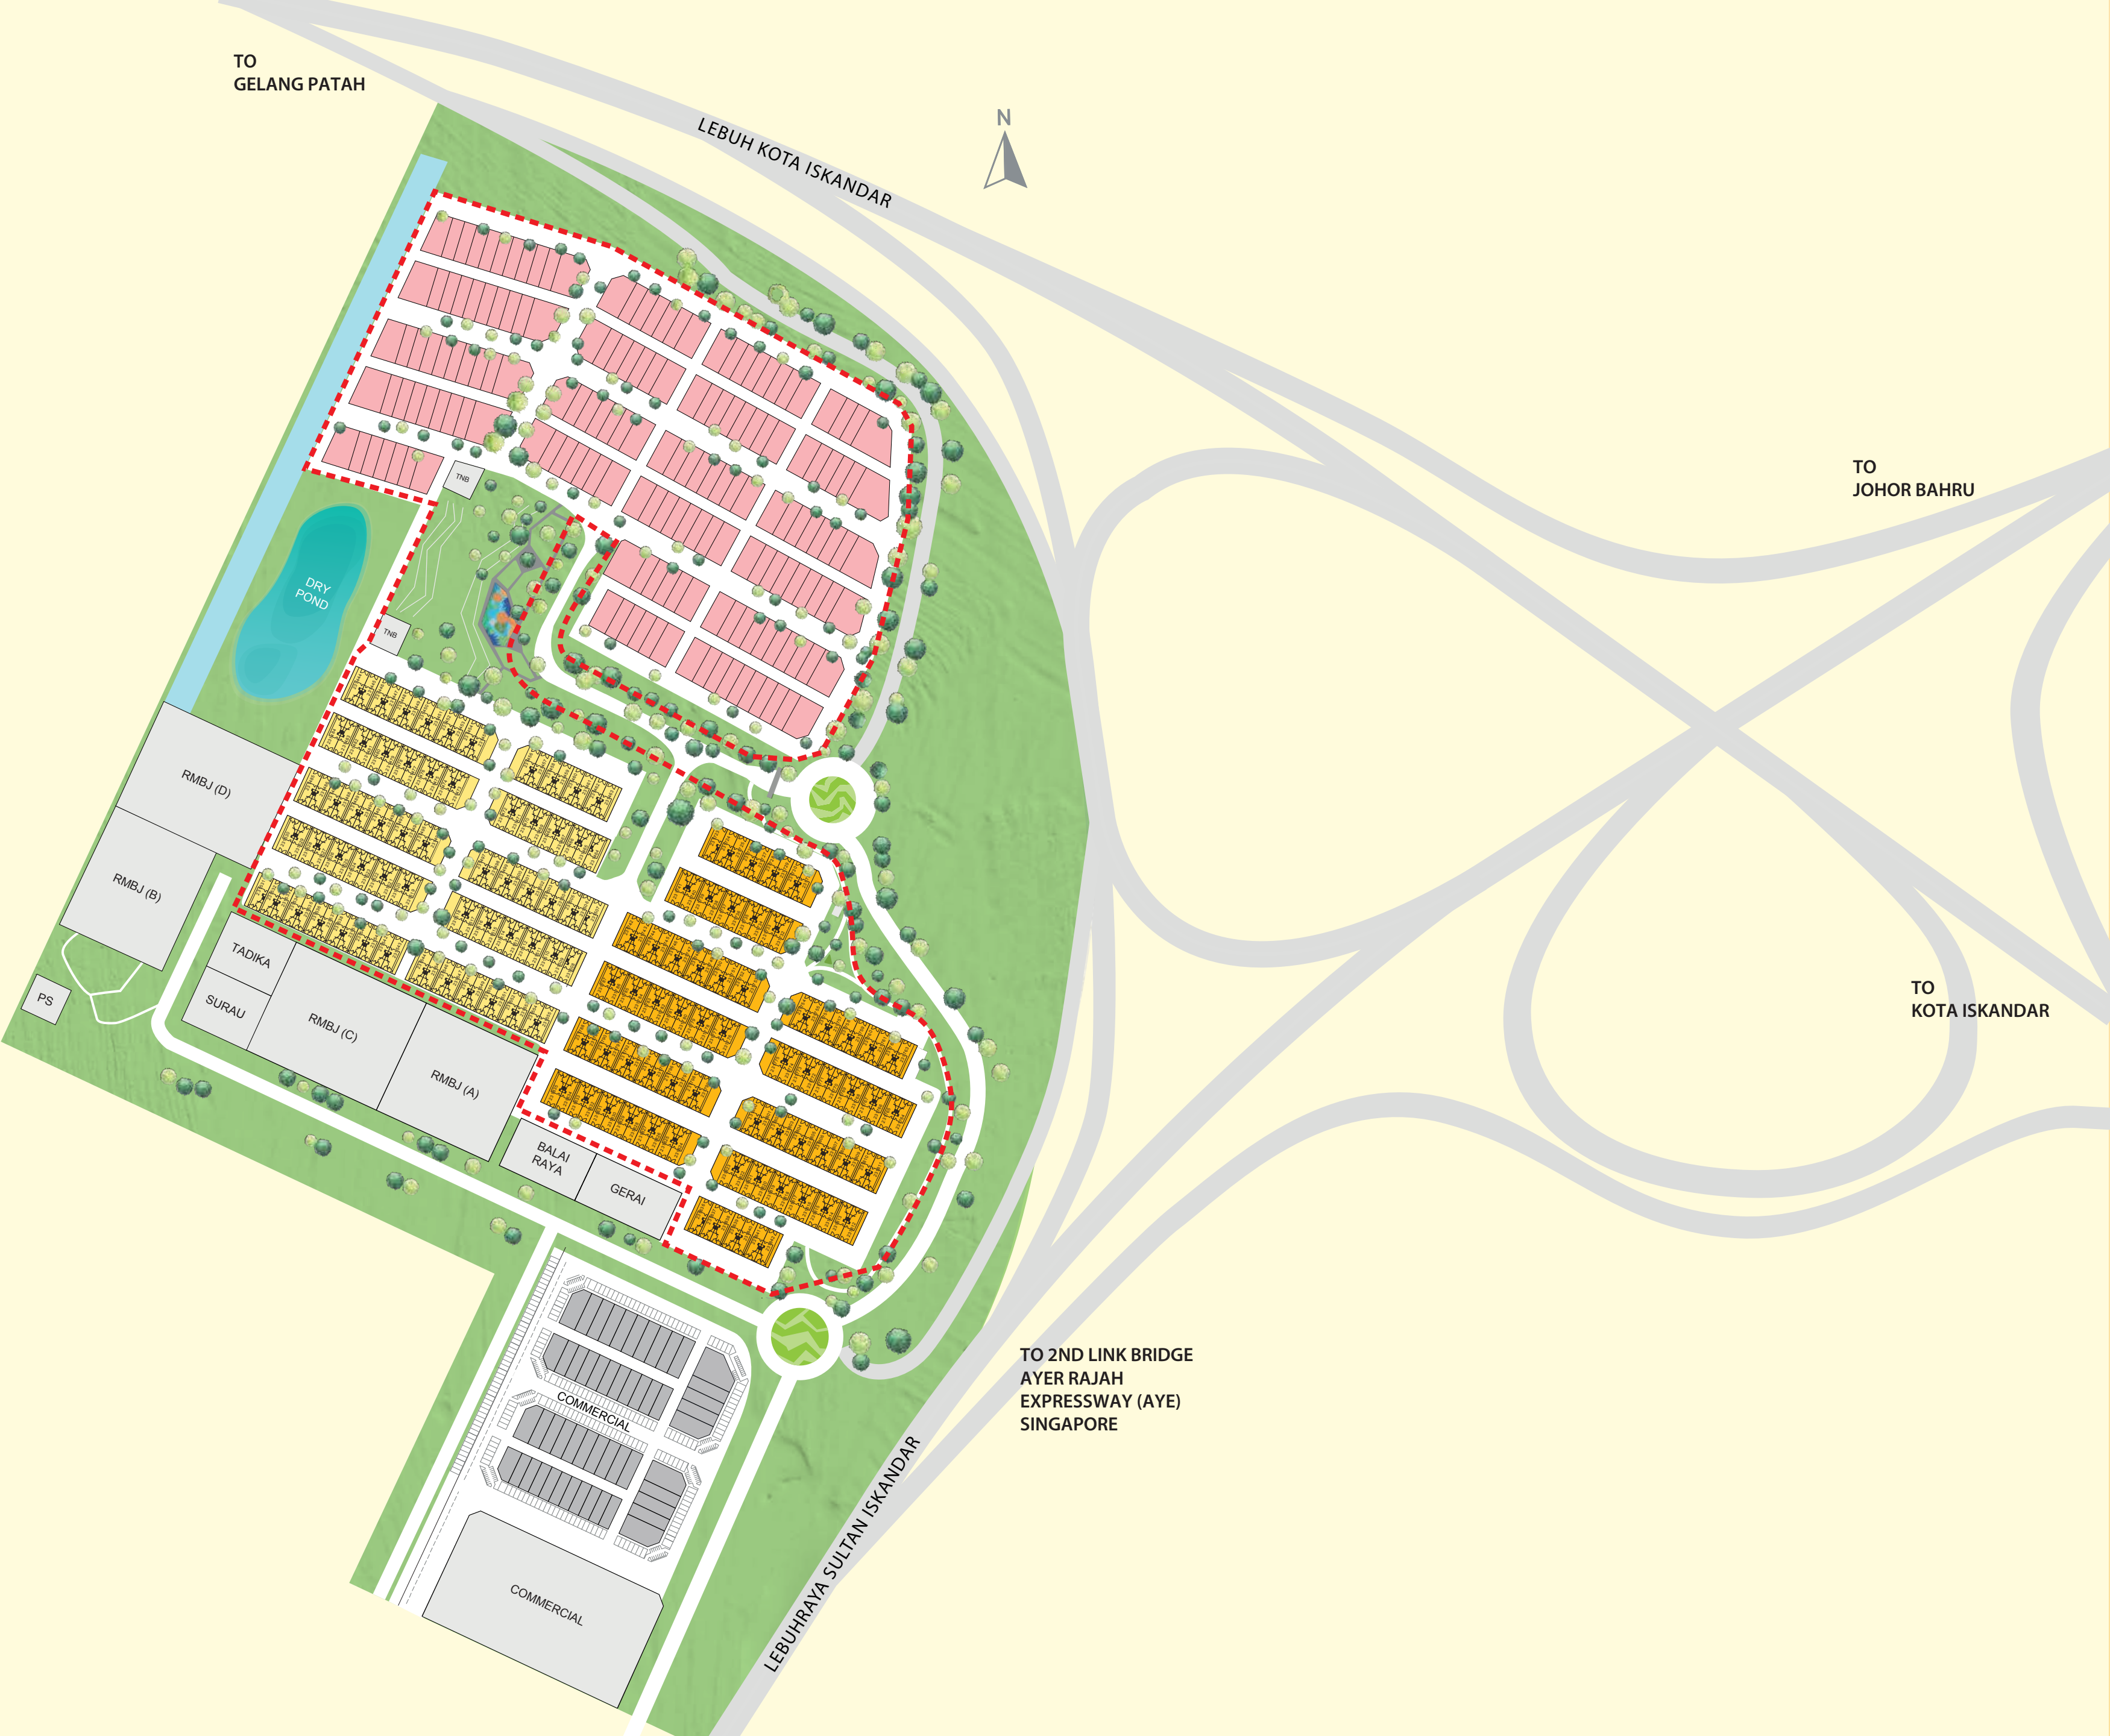 TO
GELANG PATAH
N
LEBUH KOTA ISKANDAR
TO
JOHOR BAHRU
TNB
DRY
POND
TNB
RMBJ (D)
RMBJ (B)
TADIKA
PS
SURAU
RMBJ (C)
RMBJ (A)
TO
KOTA ISKANDAR
BALAI
RAYA
GERAI
TO 2ND LINK BRIDGE
AYER RAJAH
EXPRESSWAY (AYE)
SINGAPORE
COMMERCIAL
LEBUHRAYA SULTAN ISKANDAR
COMMERCIAL